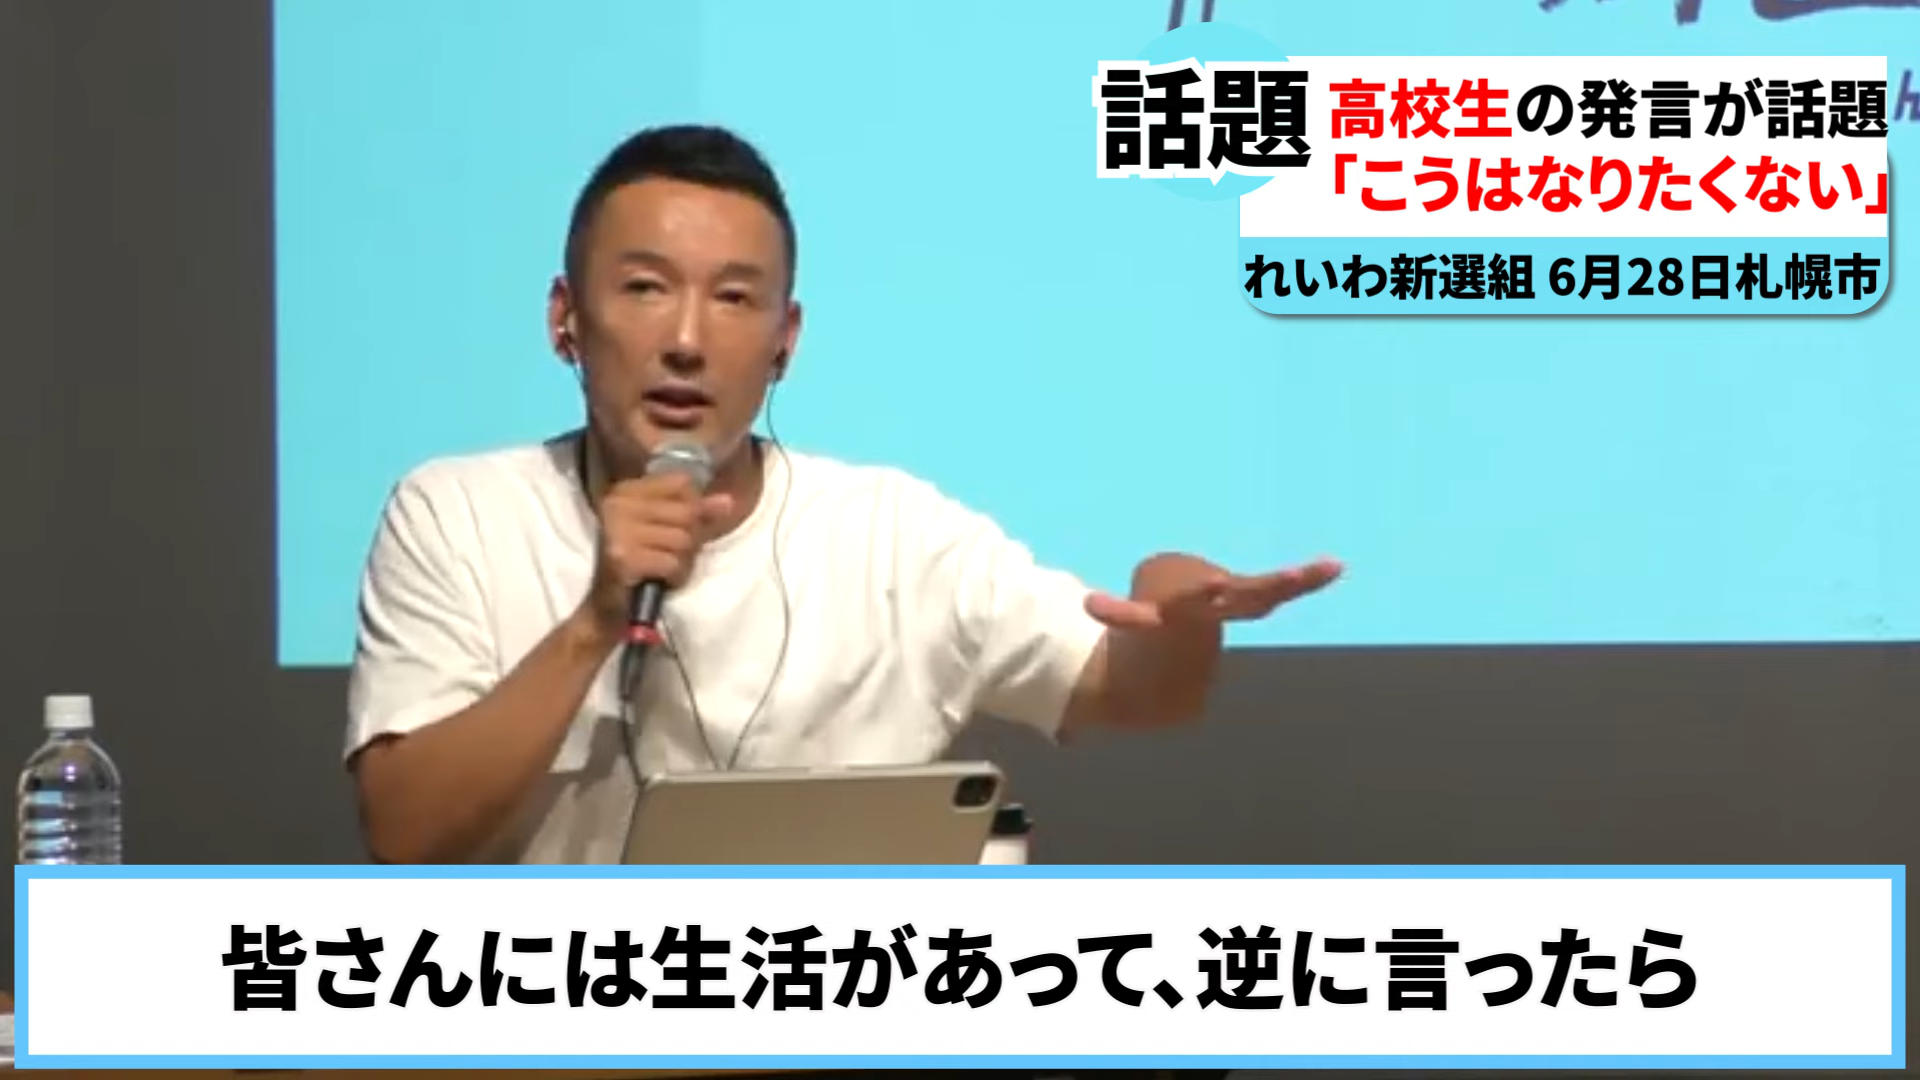 話題
高校生の発言が話題
「こうはなりたくない」
れいわ新選組 6月28日札幌市
皆さんには生活があって、逆に言ったら